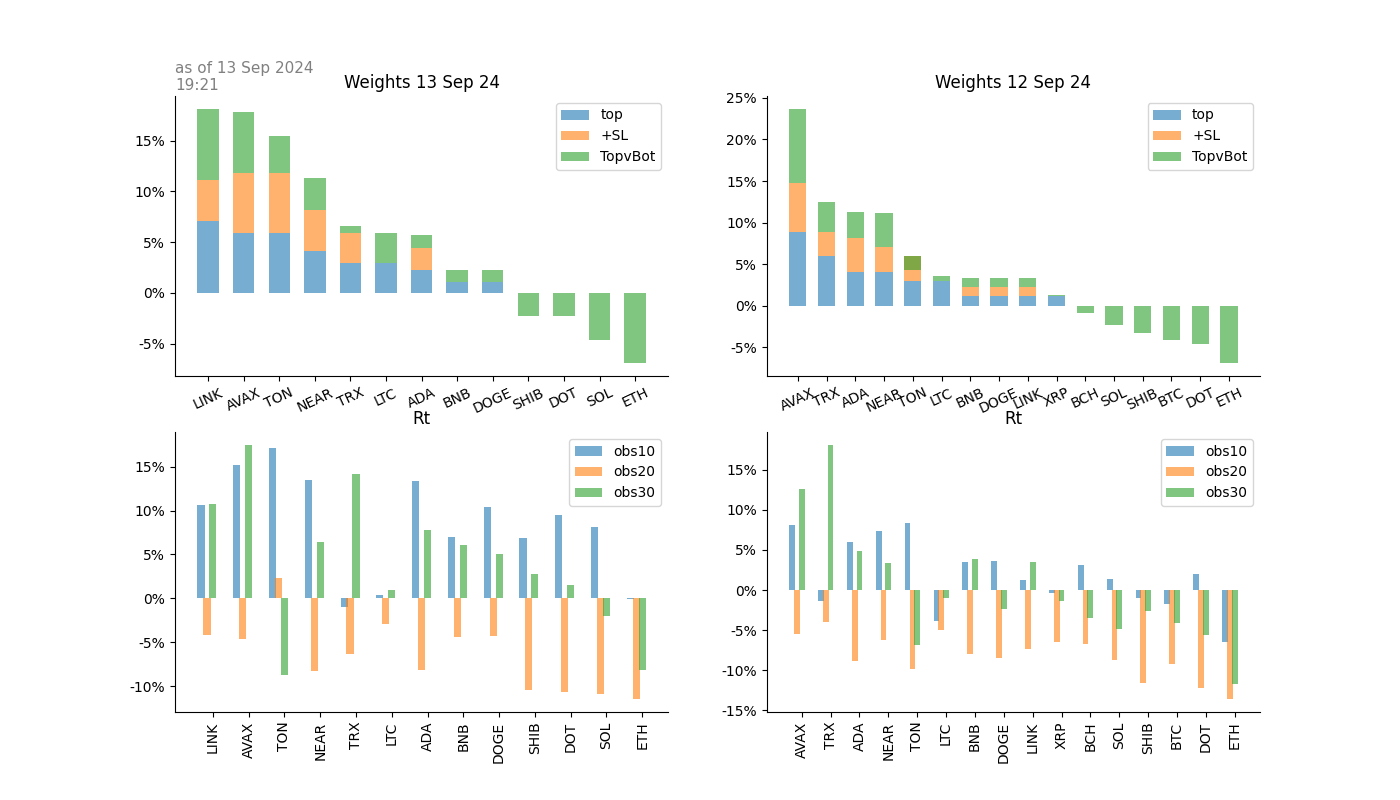 as of 13 Sep 2024
19:21
Weights 13 Sep 24
top
+SL
TopvBot
15%
10%
5%
0%
-5%
LINK AVAX TON NEAR TRX LTC ADA BNB DOGE SHIB DOT SOL ETH
Weights 12 Sep 24
top
+SL
TopvBot
25%
20%
15%
10%
5%
0%
-5%
AVAX TRX ADA NEAR TON LTC BNB DOGE LINK XRP BCH SOL SHIB BTC DOT ETH
Rt
obs10
obs20
obs30
15%
10%
5%
0%
-5%
-10%
LINK AVAX TON NEAR TRX LTC ADA BNB DOGE SHIB DOT SOL ETH
Rt
obs10
obs20
obs30
15%
10%
5%
0%
-5%
-10%
-15%
AVAX TRX ADA NEAR TON LTC BNB DOGE LINK XRP BCH SOL SHIB BTC DOT ETH